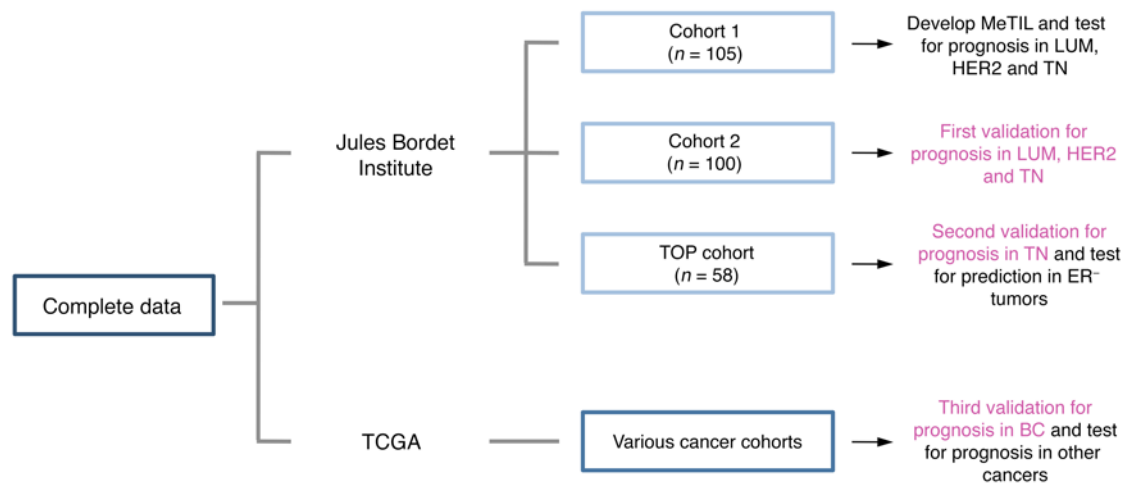 Complete data
Jules Bordet
Institute
TCGA
Cohort 1
(n = 105)
Develop MeTIL and test
for prognosis in LUM,
HER2 and TN
Cohort 2
(n = 100)
First validation for
prognosis in LUM, HER2
and TN
TOP cohort
(n = 58)
Second validation for
prognosis in TN and test
for prediction in ER⁻
tumors
Various cancer cohorts
Third validation for
prognosis in BC and test
for prognosis in other
cancers